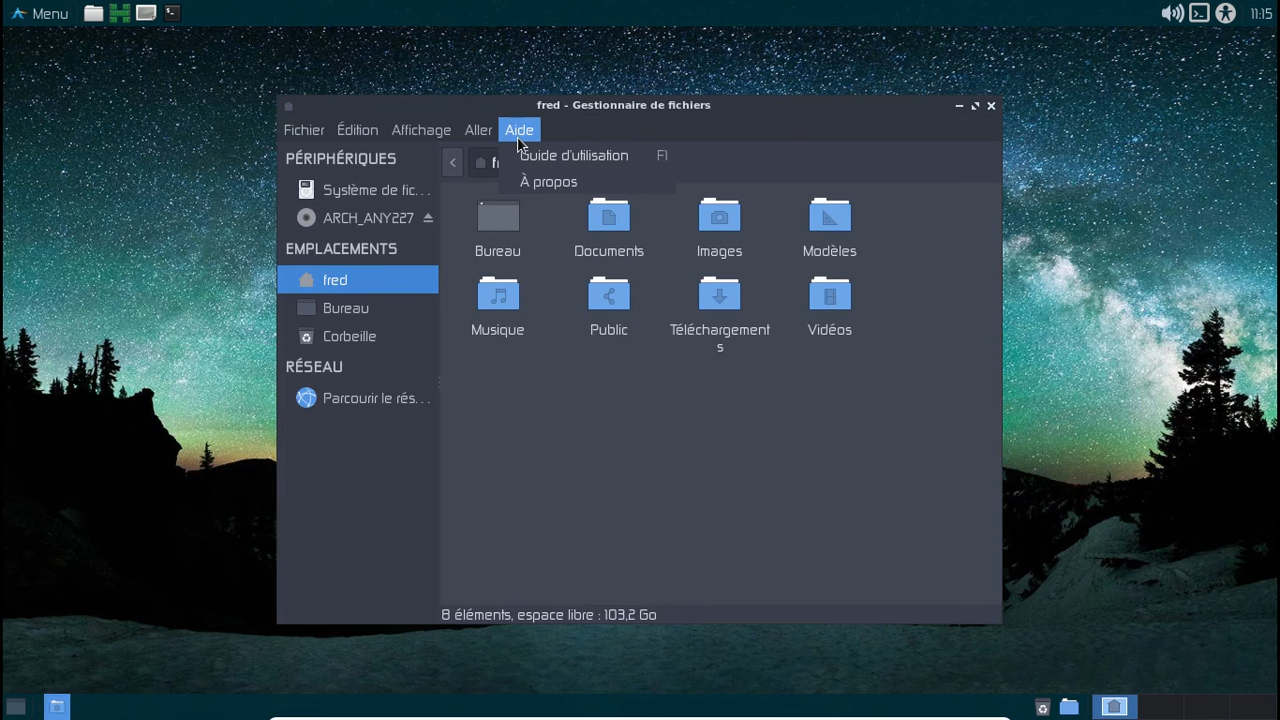 Menu
11:15
fred - Gestionnaire de fichiers
Fichier Édition Affichage Aller Aide
PÉRIPHÉRIQUES
Système de fic...
ARCH_ANY227
EMPLACEMENTS
fred
Bureau
Corbeille
RÉSEAU
Parcourir le rés...
Guide d'utilisation F1
À propos
Bureau Documents Images Modèles
Musique Public Téléchargement
s
Vidéos
8 éléments, espace libre : 103,2 Go